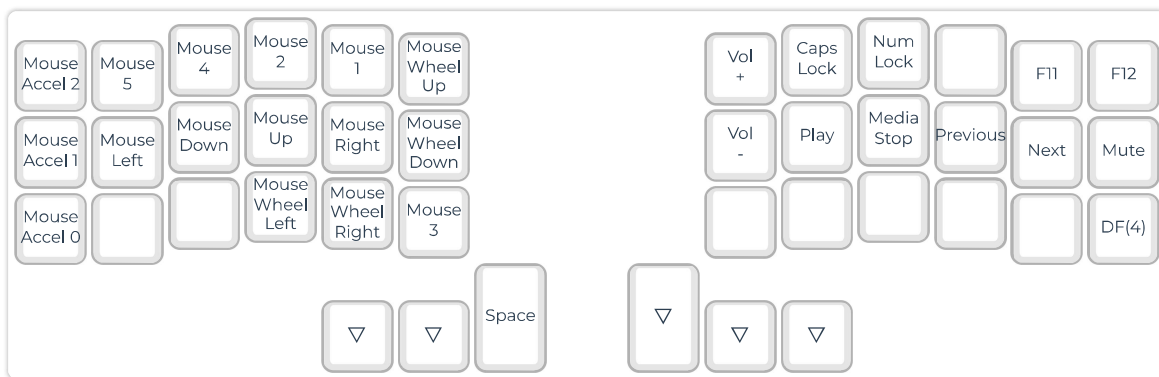 Mouse
Accel 2
Mouse
5
Mouse
4
Mouse
2
Mouse
1
Mouse
Wheel
Up
Vol
+
Caps
Lock
Num
Lock
F11
F12
Mouse
Accel 1
Mouse
Left
Mouse
Down
Mouse
Up
Mouse
Right
Mouse
Wheel
Down
Vol
-
Play
Media
Stop
Previous
Next
Mute
Mouse
Accel 0
Mouse
Wheel
Left
Mouse
Wheel
Right
Mouse
3
DF(4)
Space
▽
▽
▽
▽
▽